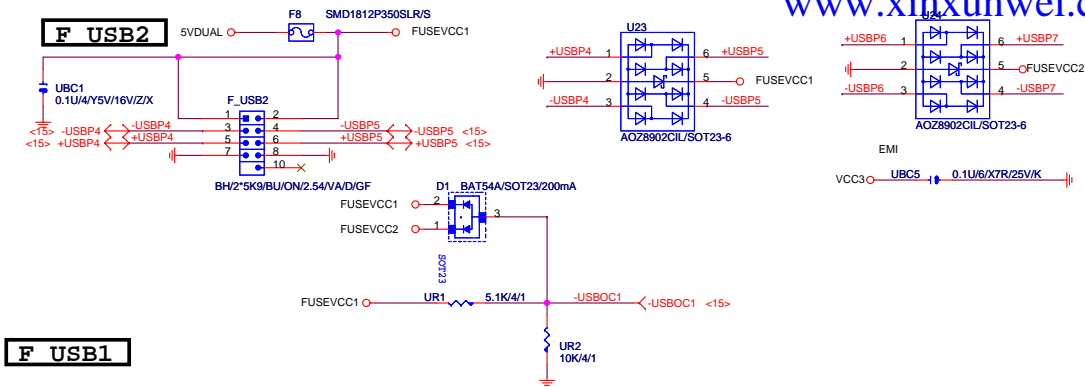 www.xinxunwei.c
F_USB2
F8 SMD1812P350SLR/S
5VDUAL FUSEVCC1
UBC1
0.1U/4/Y5V/16V/Z/X
F_USB2
1 2
3 4
5 6
7 8
10
<15> -USBP4 -USBP4 -USBP5 -USBP5 <15>
<15> +USBP4 +USBP4 +USBP5 +USBP5 <15>
BH/2*5K9/BU/ON/2.54/VA/D/GF
U23
+USBP4 1 6 +USBP5
2 5 FUSEVCC1
-USBP4 3 4 -USBP5
AOZ8902CIL/SOT23-6
U24
+USBP6 1 6 +USBP7
2 5 FUSEVCC2
-USBP6 3 4 -USBP7
AOZ8902CIL/SOT23-6
EMI
VCC3 UBC5 0.1U/6/X7R/25V/K
D1 BAT54A/SOT23/200mA
FUSEVCC1 2
3
FUSEVCC2 1
SOT23
FUSEVCC1 UR1 5.1K/4/1 -USBOC1 -USBOC1 <15>
UR2
10K/4/1
F_USB1